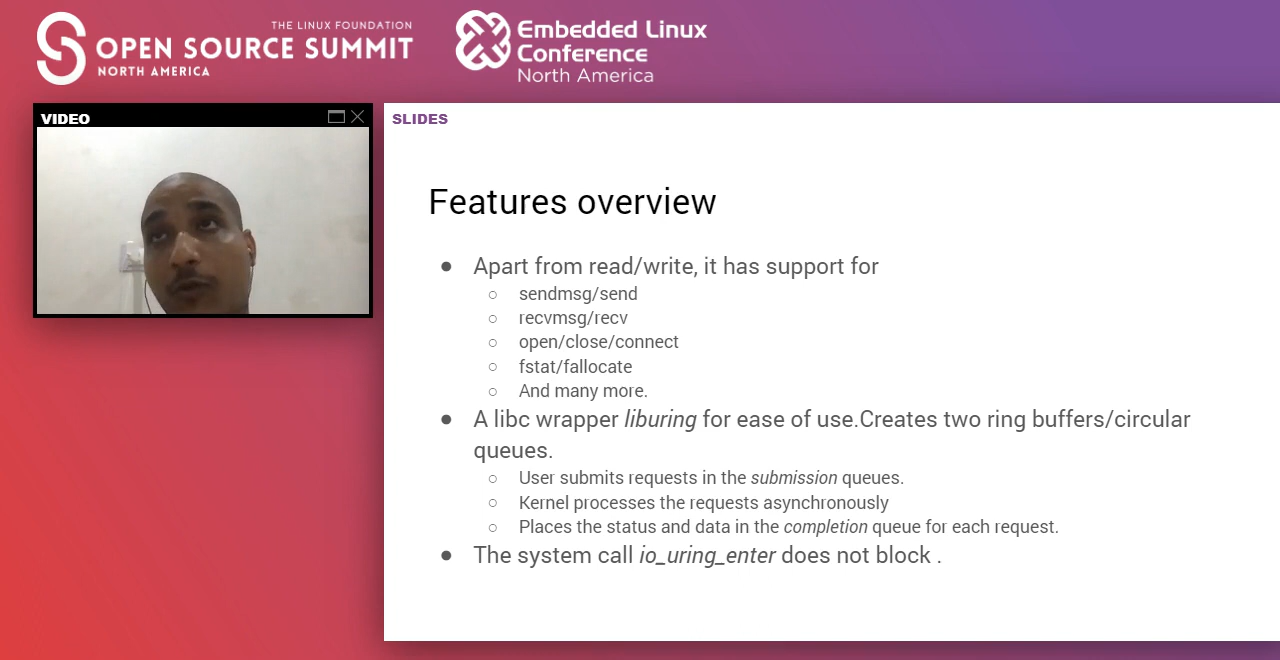 THE LINUX FOUNDATION
OPEN SOURCE SUMMIT
NORTH AMERICA
Embedded Linux
Conference
North America
VIDEO
SLIDES
Features overview
● Apart from read/write, it has support for
○ sendmsg/send
○ recvmsg/recv
○ open/close/connect
○ fstat/fallocate
○ And many more.
● A libc wrapper liburing for ease of use.Creates two ring buffers/circular
queues.
○ User submits requests in the submission queues.
○ Kernel processes the requests asynchronously
○ Places the status and data in the completion queue for each request.
● The system call io_uring_enter does not block .